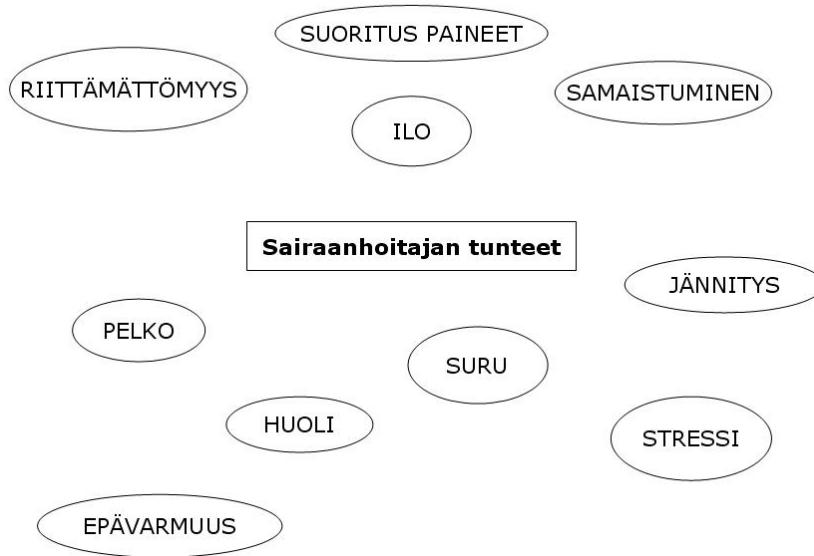 SUORITUS PAINEET
RIITTÄMÄTTÖMYYS
SAMAISTUMINEN
ILO
Sairaanhoitajan tunteet
JÄNNITYS
PELKO
SURU
HUOLI
STRESSI
EPÄVARMUUS